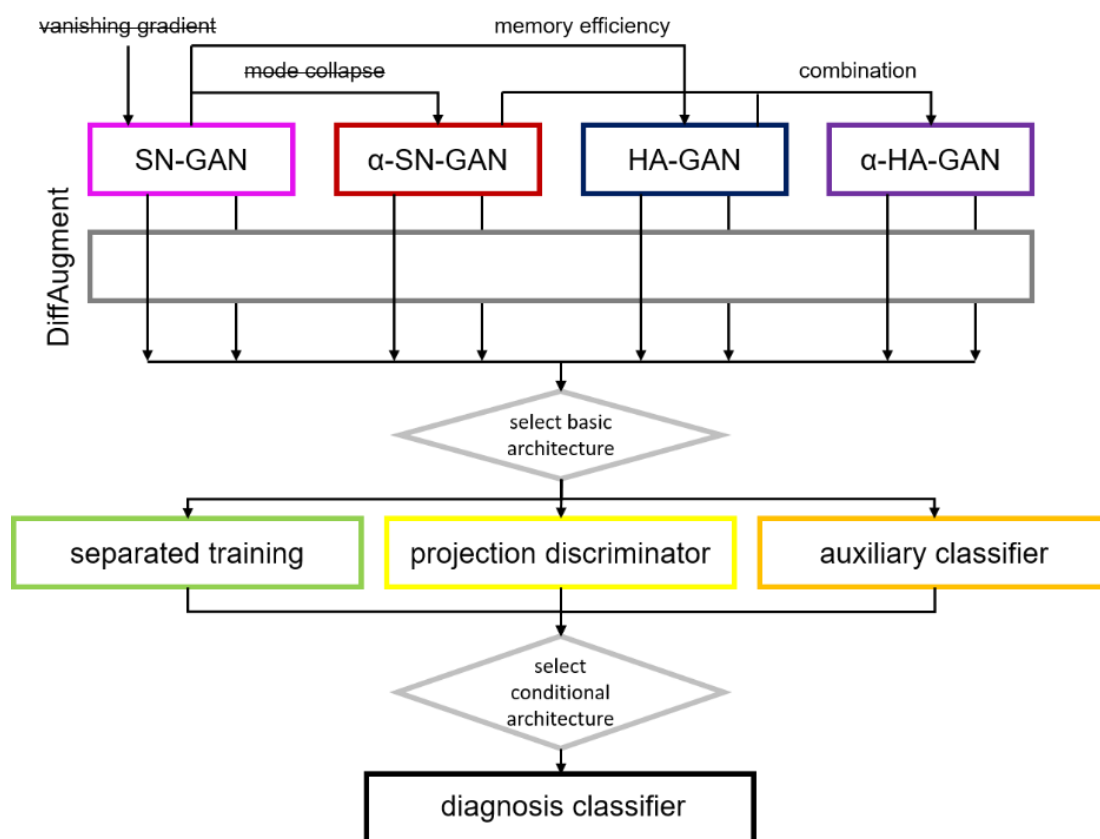 vanishing gradient
memory efficiency
mode collapse
combination
SN-GAN
α-SN-GAN
HA-GAN
α-HA-GAN
DiffAugment
select basic
architecture
separated training
projection discriminator
auxiliary classifier
select
conditional
architecture
diagnosis classifier